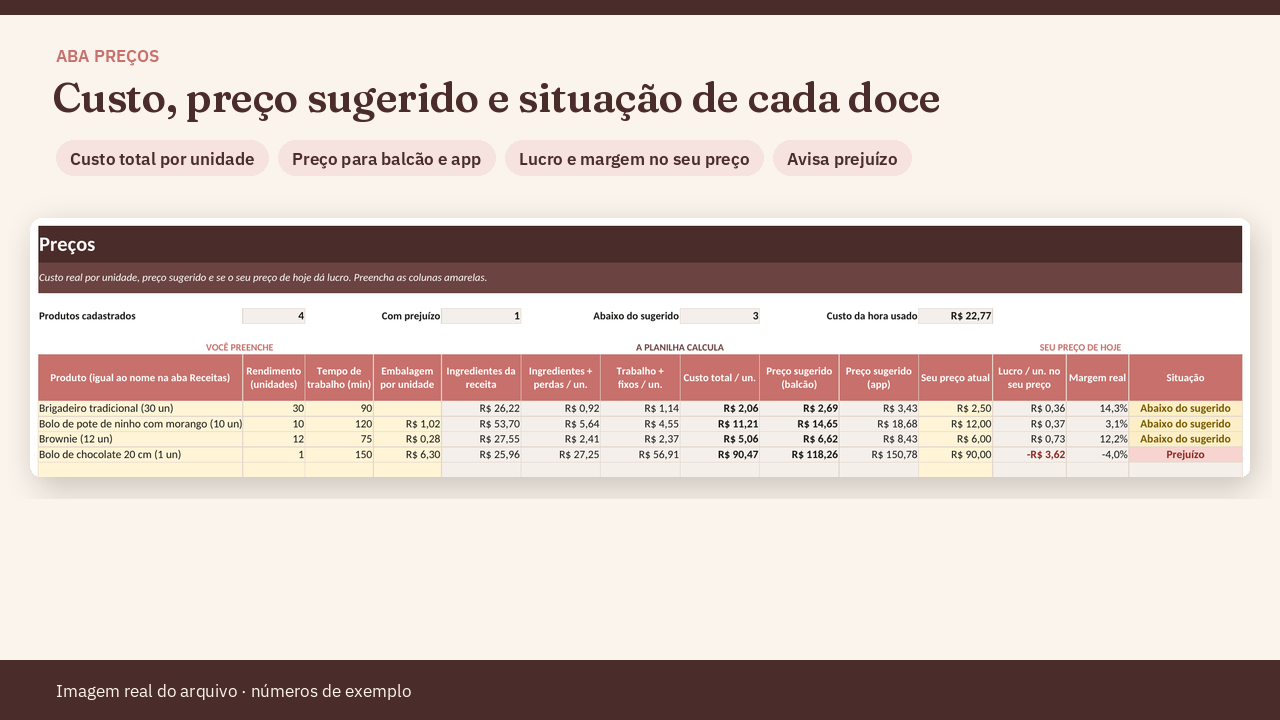 ABA PREÇOS
Custo, preço sugerido e situação de cada doce
Custo total por unidade Preço para balcão e app Lucro e margem no seu preço Avisa prejuízo
Preços
Custo real por unidade, preço sugerido e se o seu preço de hoje dá lucro. Preencha as colunas amarelas.
Produtos cadastrados 4 Com prejuízo 1 Abaixo do sugerido 3 Custo da hora usado R$ 22,77
VOCÊ PREENCHE A PLANILHA CALCULA SEU PREÇO DE HOJE
Produto (igual ao nome na aba Receitas) Rendimento (unidades) Tempo de trabalho (min) Embalagem por unidade Ingredientes da receita Ingredientes + perdas / un. Trabalho + fixos / un. Custo total / un. Preço sugerido (balcão) Preço sugerido (app) Seu preço atual Lucro / un. no seu preço Margem real Situação
Brigadeiro tradicional (30 un) 30 90 R$ 26,22 R$ 0,92 R$ 1,14 R$ 2,06 R$ 2,69 R$ 3,43 R$ 2,50 R$ 0,36 14,3% Abaixo do sugerido
Bolo de pote de ninho com morango (10 un) 10 120 R$ 1,02 R$ 53,70 R$ 5,64 R$ 4,55 R$ 11,21 R$ 14,65 R$ 18,68 R$ 12,00 R$ 0,37 3,1% Abaixo do sugerido
Brownie (12 un) 12 75 R$ 0,28 R$ 27,55 R$ 2,41 R$ 2,37 R$ 5,06 R$ 6,62 R$ 8,43 R$ 6,00 R$ 0,73 12,2% Abaixo do sugerido
Bolo de chocolate 20 cm (1 un) 1 150 R$ 6,30 R$ 25,96 R$ 27,25 R$ 56,91 R$ 90,47 R$ 118,26 R$ 150,78 R$ 90,00 -R$ 3,62 -4,0% Prejuízo
Imagem real do arquivo · números de exemplo